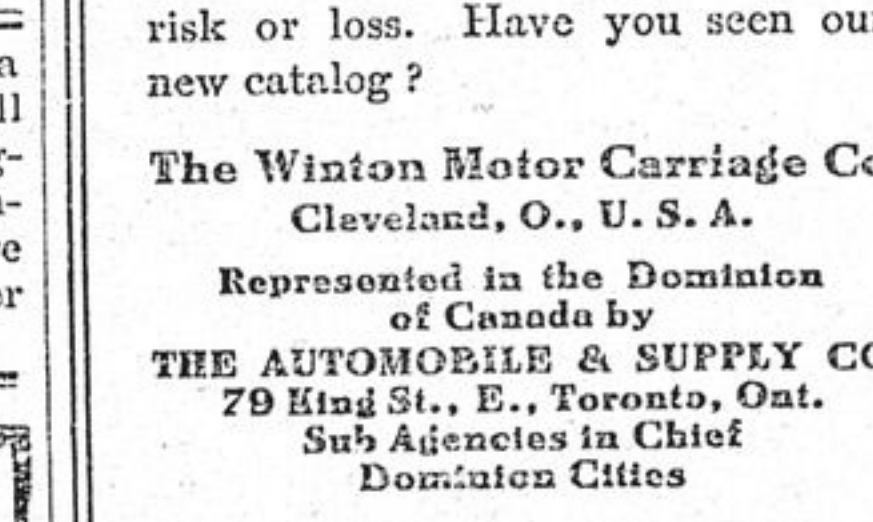 risk or loss. Have you seen our
new catalog ?
The Winton Motor Carriage Co
Cleveland, O., U. S. A.
Represented in the Dominion
of Canada by
THE AUTOMOBILE & SUPPLY CO
79 King St., E., Toronto, Ont.
Sub Agencies in Chief
Dominion Cities